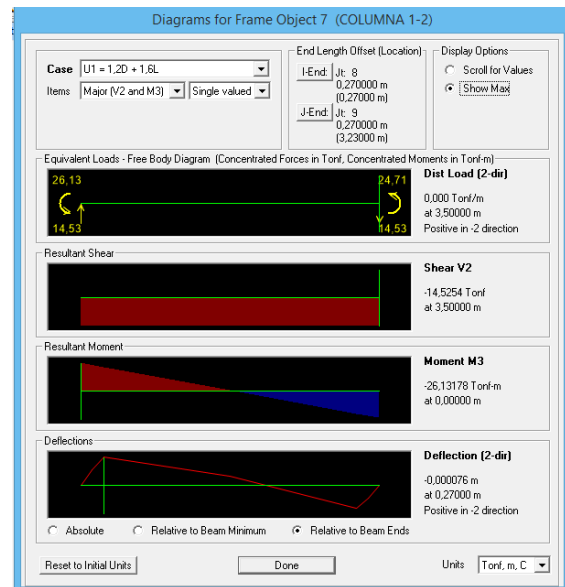 Diagrams for Frame Object 7 (COLUMNA 1-2)
Case U1 = 1,2D + 1,6L
Items Major (V2 and M3) Single valued
End Length Offset (Location)
I-End: Jt: 8
0,270000 m
(0,27000 m)
J-End: Jt: 9
0,270000 m
(3,23000 m)
Display Options
Scroll for Values
Show Max
Equivalent Loads - Free Body Diagram (Concentrated Forces in Tonf, Concentrated Moments in Tonf-m)
26,13
24,71
14,53
14,53
Dist Load (2-dir)
0,000 Tonf/m
at 3,50000 m
Positive in -2 direction
Resultant Shear
Shear V2
-14,5254 Tonf
at 3,50000 m
Resultant Moment
Moment M3
-26,13178 Tonf-m
at 0,00000 m
Deflections
Deflection (2-dir)
-0,000076 m
at 0,27000 m
Positive in -2 direction
Absolute Relative to Beam Minimum Relative to Beam Ends
Reset to Initial Units Done Units Tonf, m, C